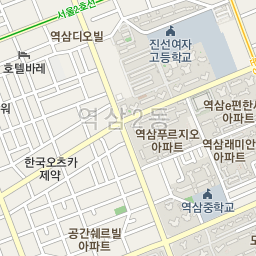 서울2호선
역삼디오빌
진선여자
고등학교
호텔바레
워
역삼e편한세
아파트
역삼2동
역삼푸르지오
아파트
역삼래미안
아파트
한국오츠카
제약
역삼중학교
공간쉐르빌
아파트